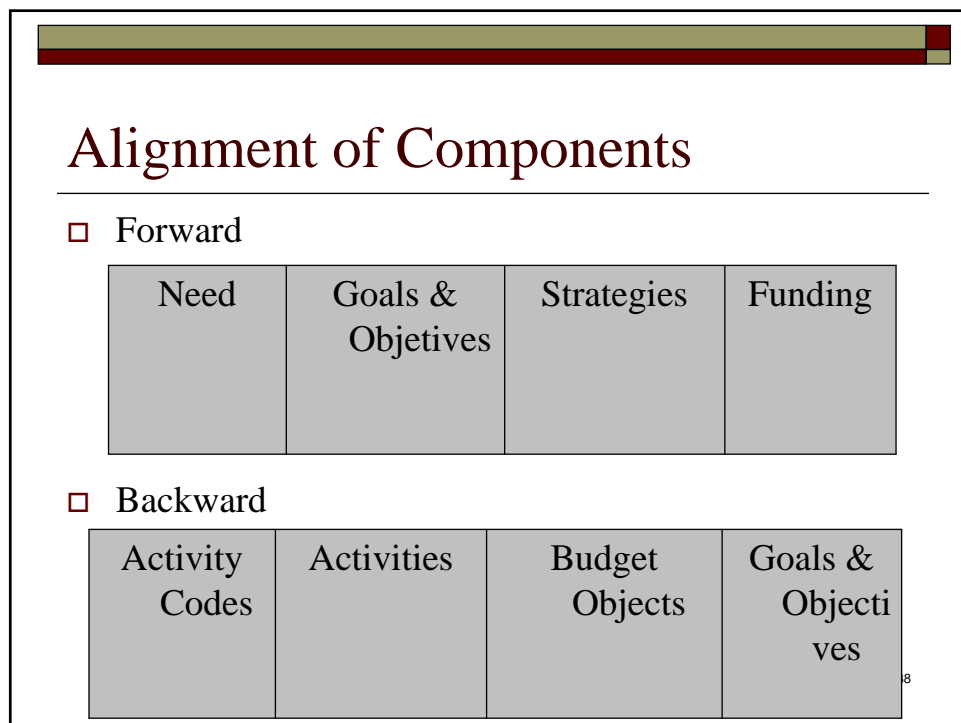 Alignment of Components
Forward
Need Goals & Strategies Funding
Objetives
Backward
Activity Activities Budget Goals &
Codes Objects Objecti
ves